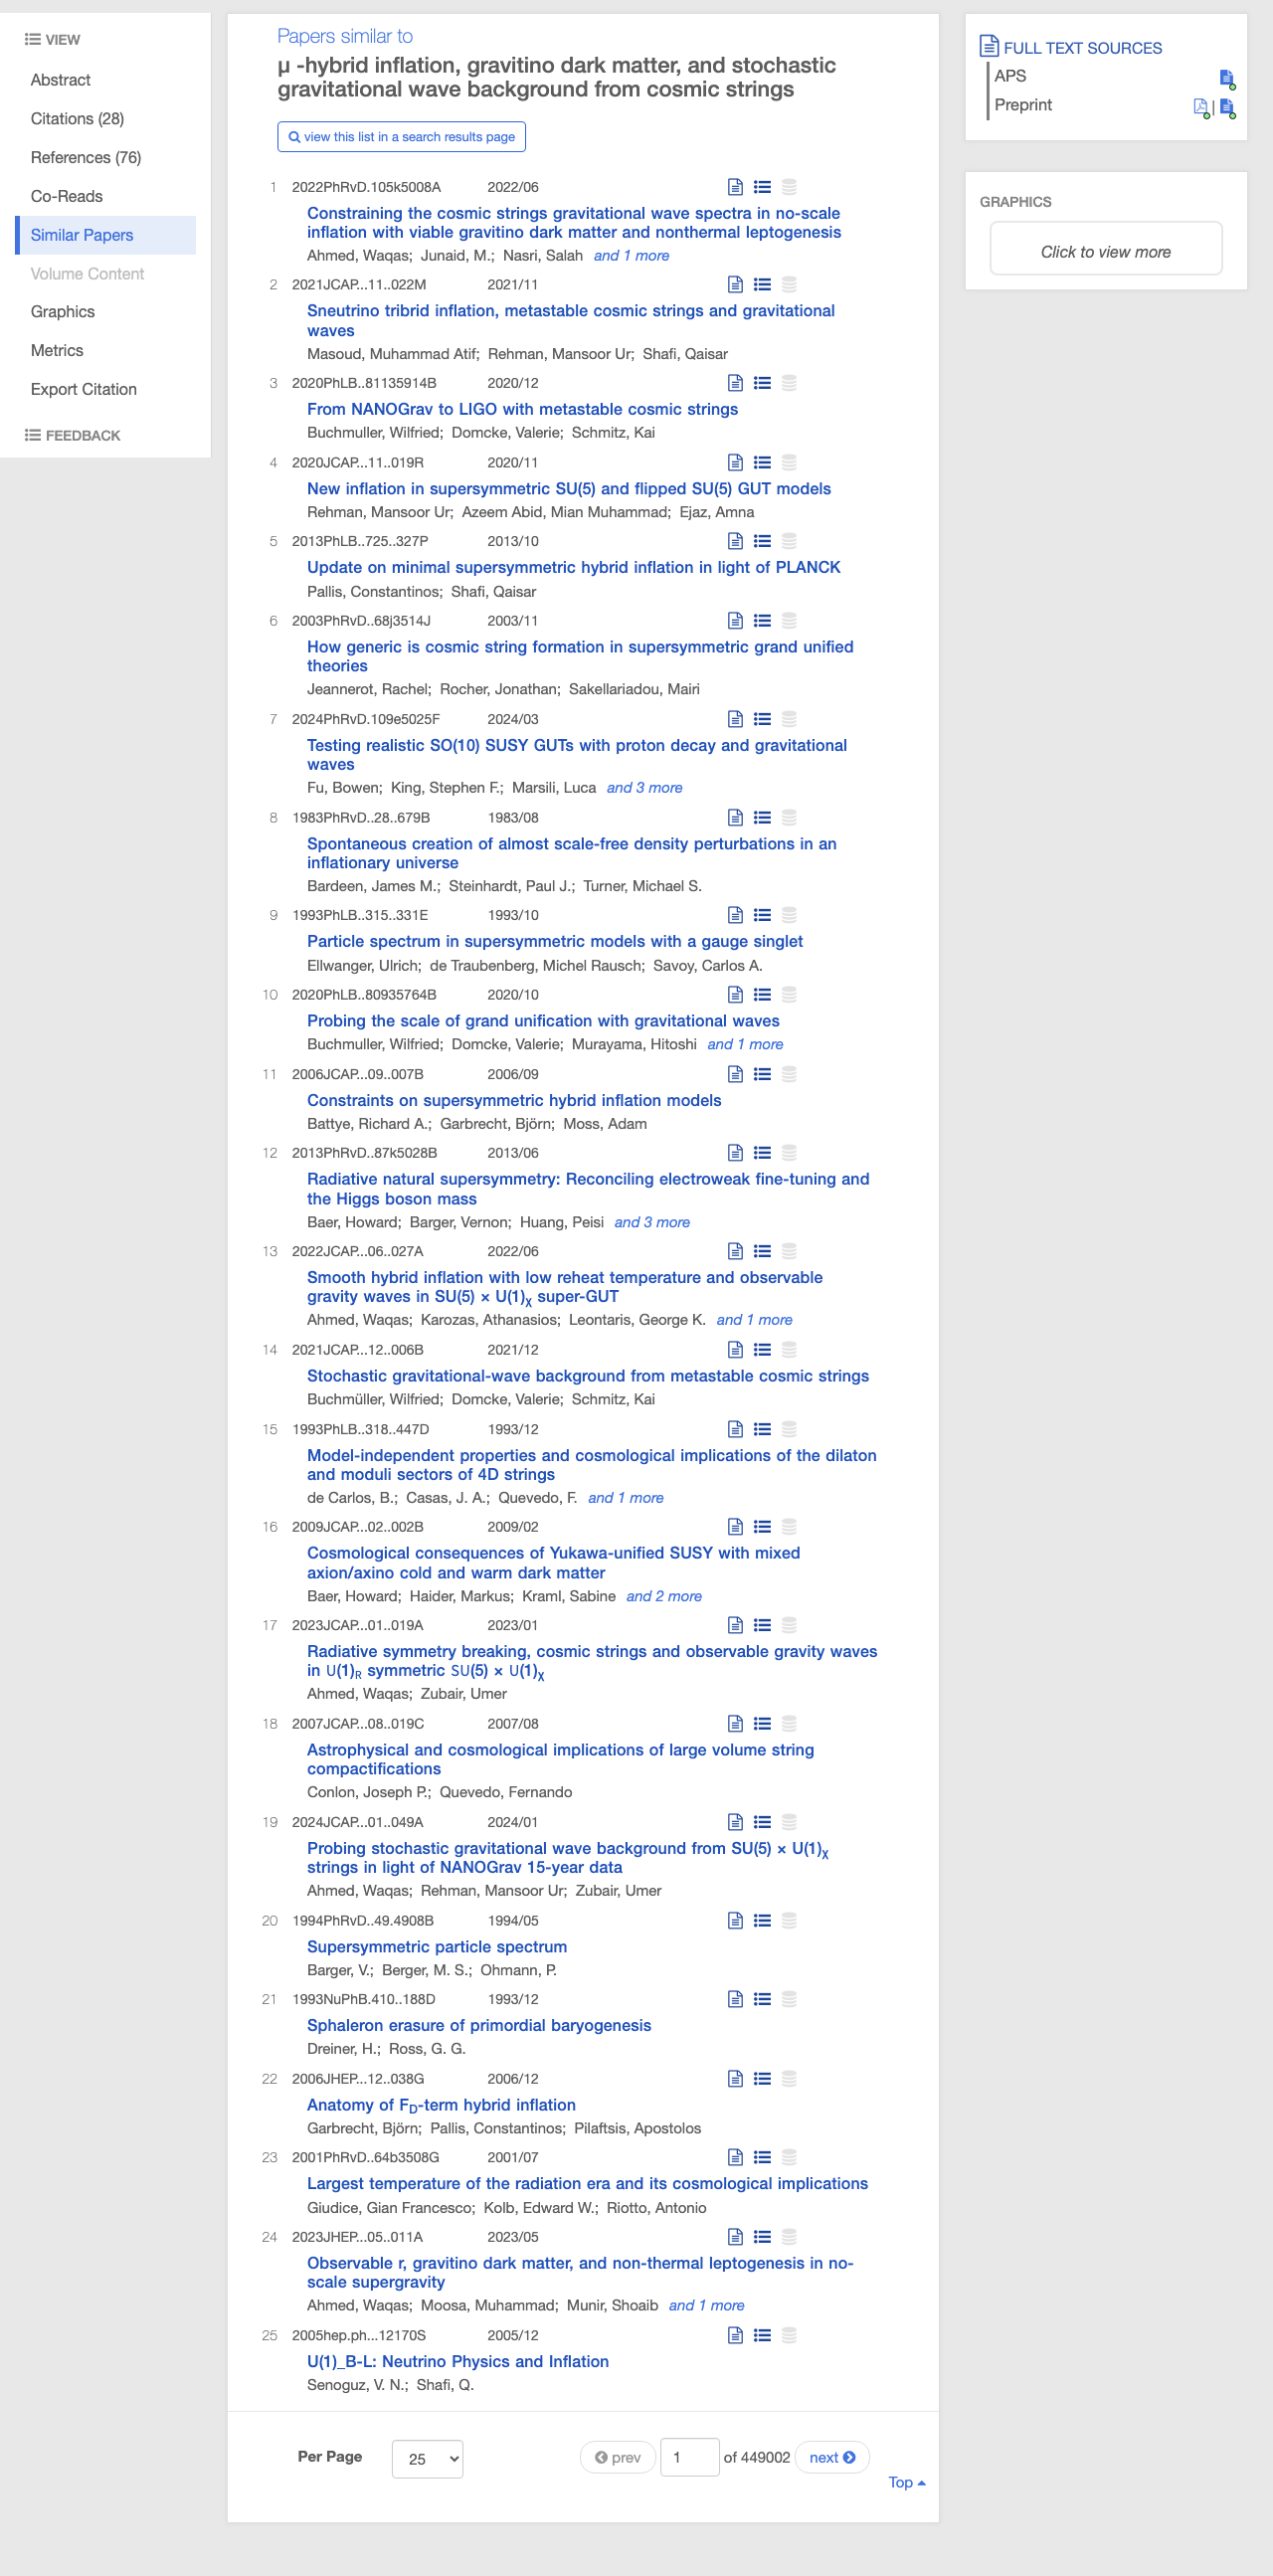 VIEW
Abstract
Citations (28)
References (76)
Co-Reads
Similar Papers
Volume Content
Graphics
Metrics
Export Citation
FEEDBACK
Papers similar to
μ -hybrid inflation, gravitino dark matter, and stochastic
gravitational wave background from cosmic strings
view this list in a search results page
1 2022PhRvD.105k5008A 2022/06
Constraining the cosmic strings gravitational wave spectra in no-scale
inflation with viable gravitino dark matter and nonthermal leptogenesis
Ahmed, Waqas; Junaid, M.; Nasri, Salah and 1 more
2 2021JCAP...11..022M 2021/11
Sneutrino tribrid inflation, metastable cosmic strings and gravitational
waves
Masoud, Muhammad Atif; Rehman, Mansoor Ur; Shafi, Qaisar
3 2020PhLB..81135914B 2020/12
From NANOGrav to LIGO with metastable cosmic strings
Buchmuller, Wilfried; Domcke, Valerie; Schmitz, Kai
4 2020JCAP...11..019R 2020/11
New inflation in supersymmetric SU(5) and flipped SU(5) GUT models
Rehman, Mansoor Ur; Azeem Abid, Mian Muhammad; Ejaz, Amna
5 2013PhLB..725..327P 2013/10
Update on minimal supersymmetric hybrid inflation in light of PLANCK
Pallis, Constantinos; Shafi, Qaisar
6 2003PhRvD..68j3514J 2003/11
How generic is cosmic string formation in supersymmetric grand unified
theories
Jeannerot, Rachel; Rocher, Jonathan; Sakellariadou, Mairi
7 2024PhRvD.109e5025F 2024/03
Testing realistic SO(10) SUSY GUTs with proton decay and gravitational
waves
Fu, Bowen; King, Stephen F.; Marsili, Luca and 3 more
8 1983PhRvD..28..679B 1983/08
Spontaneous creation of almost scale-free density perturbations in an
inflationary universe
Bardeen, James M.; Steinhardt, Paul J.; Turner, Michael S.
9 1993PhLB..315..331E 1993/10
Particle spectrum in supersymmetric models with a gauge singlet
Ellwanger, Ulrich; de Traubenberg, Michel Rausch; Savoy, Carlos A.
10 2020PhLB..80935764B 2020/10
Probing the scale of grand unification with gravitational waves
Buchmuller, Wilfried; Domcke, Valerie; Murayama, Hitoshi and 1 more
11 2006JCAP...09..007B 2006/09
Constraints on supersymmetric hybrid inflation models
Battye, Richard A.; Garbrecht, Björn; Moss, Adam
12 2013PhRvD..87k5028B 2013/06
Radiative natural supersymmetry: Reconciling electroweak fine-tuning and
the Higgs boson mass
Baer, Howard; Barger, Vernon; Huang, Peisi and 3 more
13 2022JCAP...06..027A 2022/06
Smooth hybrid inflation with low reheat temperature and observable
gravity waves in SU(5) × U(1)χ super-GUT
Ahmed, Waqas; Karozas, Athanasios; Leontaris, George K. and 1 more
14 2021JCAP...12..006B 2021/12
Stochastic gravitational-wave background from metastable cosmic strings
Buchmüller, Wilfried; Domcke, Valerie; Schmitz, Kai
15 1993PhLB..318..447D 1993/12
Model-independent properties and cosmological implications of the dilaton
and moduli sectors of 4D strings
de Carlos, B.; Casas, J. A.; Quevedo, F. and 1 more
16 2009JCAP...02..002B 2009/02
Cosmological consequences of Yukawa-unified SUSY with mixed
axion/axino cold and warm dark matter
Baer, Howard; Haider, Markus; Kraml, Sabine and 2 more
17 2023JCAP...01..019A 2023/01
Radiative symmetry breaking, cosmic strings and observable gravity waves
in U(1)R symmetric SU(5) × U(1)χ
Ahmed, Waqas; Zubair, Umer
18 2007JCAP...08..019C 2007/08
Astrophysical and cosmological implications of large volume string
compactifications
Conlon, Joseph P.; Quevedo, Fernando
19 2024JCAP...01..049A 2024/01
Probing stochastic gravitational wave background from SU(5) × U(1)χ
strings in light of NANOGrav 15-year data
Ahmed, Waqas; Rehman, Mansoor Ur; Zubair, Umer
20 1994PhRvD..49.4908B 1994/05
Supersymmetric particle spectrum
Barger, V.; Berger, M. S.; Ohmann, P.
21 1993NuPhB.410..188D 1993/12
Sphaleron erasure of primordial baryogenesis
Dreiner, H.; Ross, G. G.
22 2006JHEP...12..038G 2006/12
Anatomy of FD-term hybrid inflation
Garbrecht, Björn; Pallis, Constantinos; Pilaftsis, Apostolos
23 2001PhRvD..64b3508G 2001/07
Largest temperature of the radiation era and its cosmological implications
Giudice, Gian Francesco; Kolb, Edward W.; Riotto, Antonio
24 2023JHEP...05..011A 2023/05
Observable r, gravitino dark matter, and non-thermal leptogenesis in no-
scale supergravity
Ahmed, Waqas; Moosa, Muhammad; Munir, Shoaib and 1 more
25 2005hep.ph...12170S 2005/12
U(1)_B-L: Neutrino Physics and Inflation
Senoguz, V. N.; Shafi, Q.
Per Page 25 prev 1 of 449002 next
Top
FULL TEXT SOURCES
APS
Preprint |
GRAPHICS
Click to view more